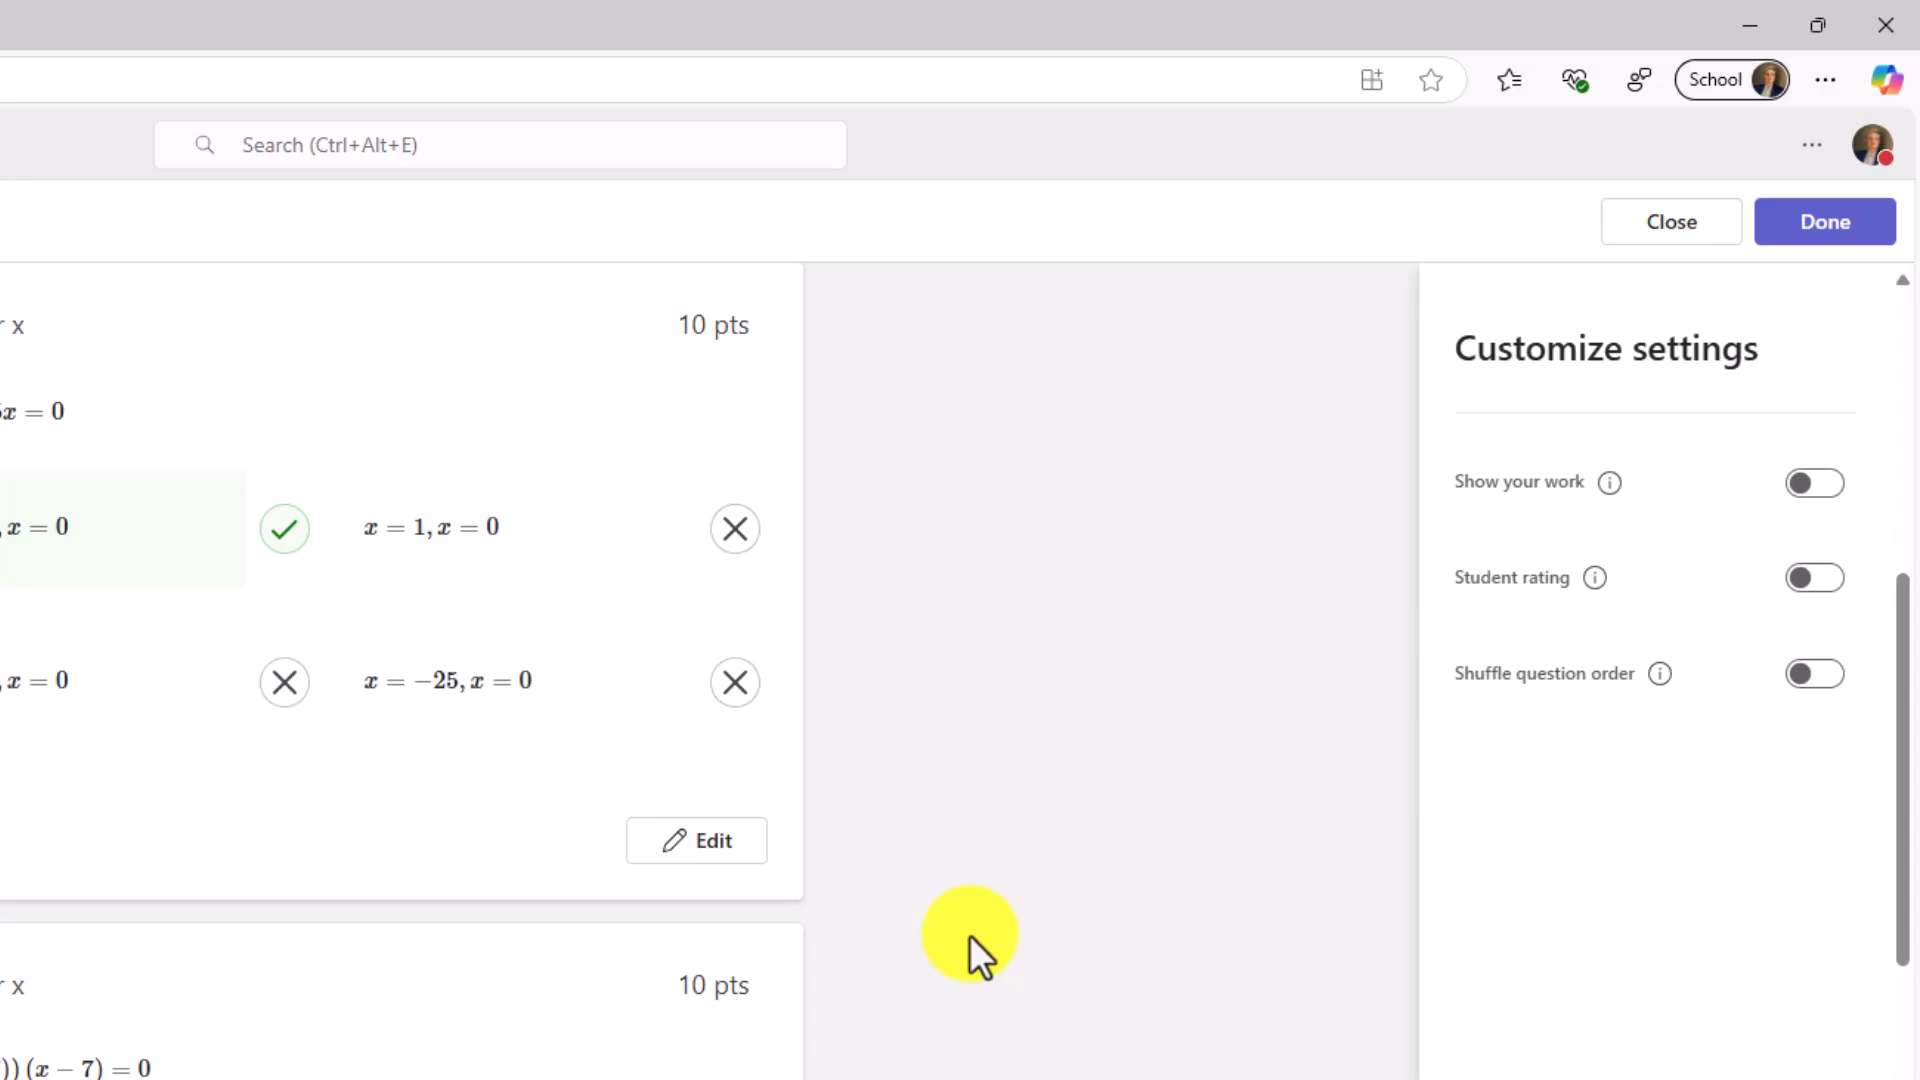 School
Search (Ctrl+Alt+E)
Close
Done
x
10 pts
x = 0
, x = 0
x = 1, x = 0
, x = 0
x = −25, x = 0
Edit
x
10 pts
)) (x − 7) = 0
Customize settings
Show your work
Student rating
Shuffle question order